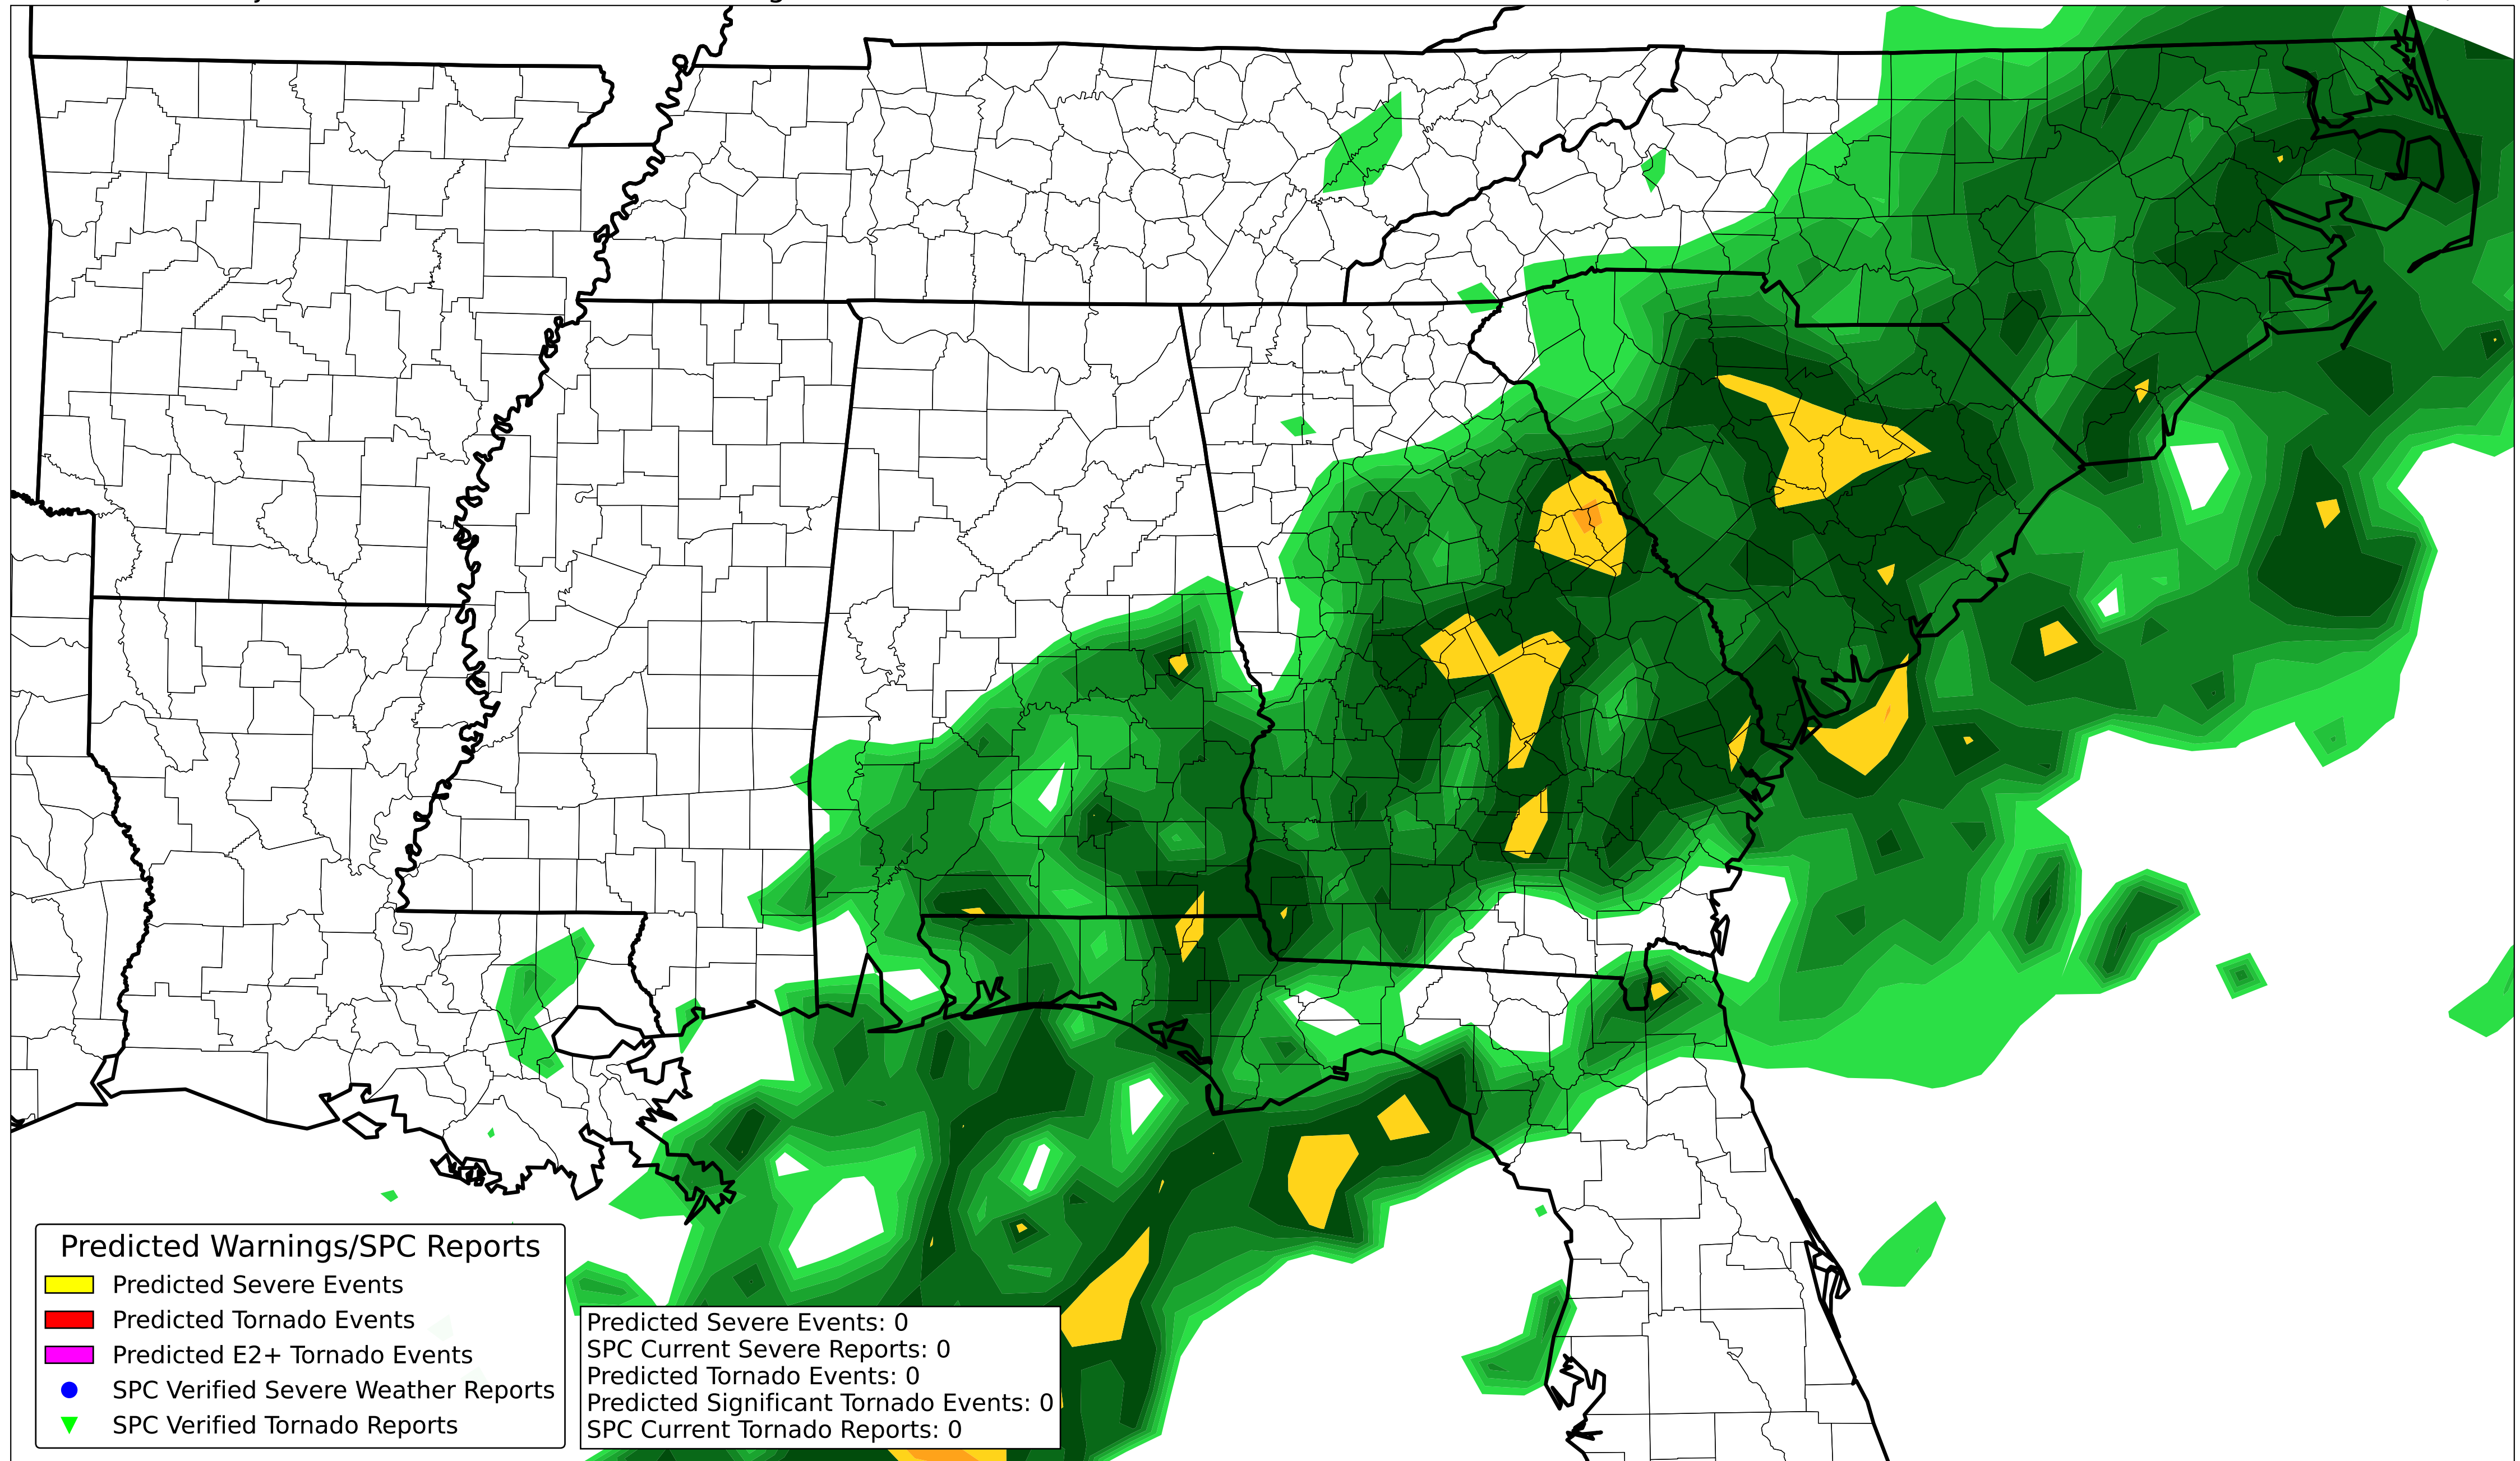 Predicted Warnings/SPC Reports
Predicted Severe Events
Predicted Tornado Events
Predicted E2+ Tornado Events
SPC Verified Severe Weather Reports
SPC Verified Tornado Reports
Predicted Severe Events: 0
SPC Current Severe Reports: 0
Predicted Tornado Events: 0
Predicted Significant Tornado Events: 0
SPC Current Tornado Reports: 0